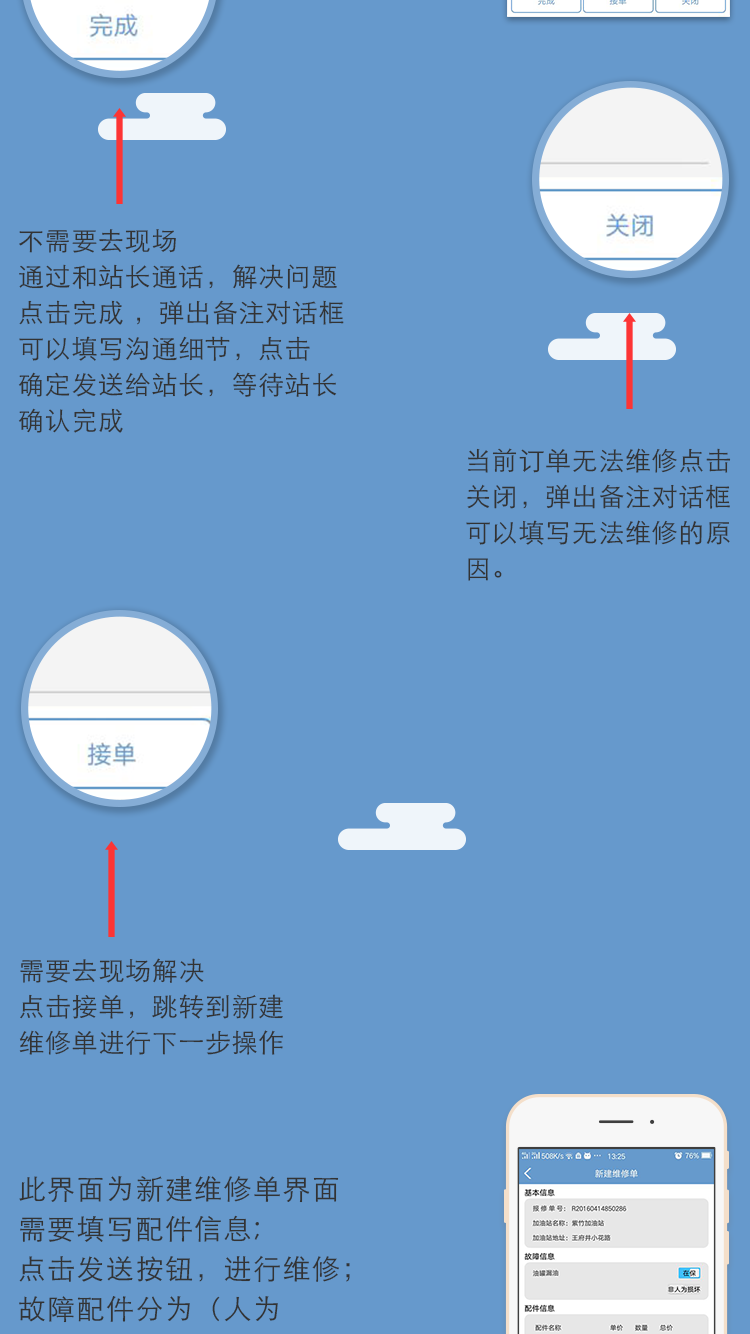 完成
完成 接单 关闭
关闭
不需要去现场
通过和站长通话，解决问题
点击完成 ，弹出备注对话框
可以填写沟通细节，点击
确定发送给站长，等待站长
确认完成
当前订单无法维修点击
关闭，弹出备注对话框
可以填写无法维修的原
因。
接单
需要去现场解决
点击接单，跳转到新建
维修单进行下一步操作
此界面为新建维修单界面
需要填写配件信息；
点击发送按钮，进行维修；
故障配件分为（人为
508K/s ··· 13:25 76%
新建维修单
基本信息
报 修 单 号： R20160414850286
加油站名称： 紫竹加油站
加油站地址： 王府井小花路
故障信息
油罐漏油 在保
非人为损坏
配件信息
配件名称 单价 数量 总价